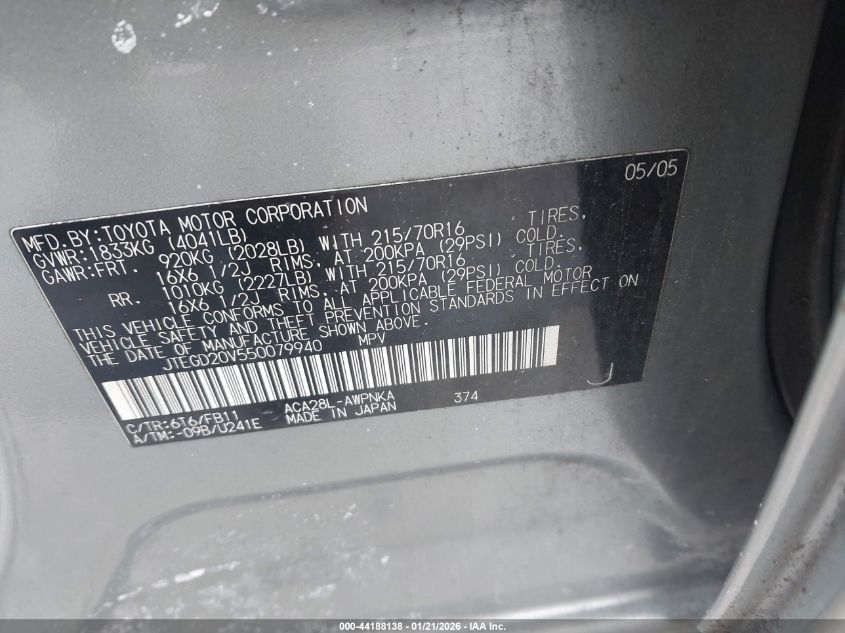 05/05
MFD.BY:TOYOTA MOTOR CORPORATION
GVWR:1833KG (4041LB)
GAWR:FRT. 920KG (2028LB) WITH 215/70R16 TIRES,
16X6 1/2J RIMS, AT 200KPA (29PSI) COLD.
RR. 1010KG (2227LB) WITH 215/70R16 TIRES,
16X6 1/2J RIMS, AT 200KPA (29PSI) COLD.
THIS VEHICLE CONFORMS TO ALL APPLICABLE FEDERAL MOTOR
VEHICLE SAFETY AND THEFT PREVENTION STANDARDS IN EFFECT ON
THE DATE OF MANUFACTURE SHOWN ABOVE.
JTEGD20V550079940 MPV
C/TR:6T6/FB11 ACA28L-AWPNKA 374
A/TM:-09B/U241E MADE IN JAPAN
J
000-44188138 - 01/21/2026 - IAA Inc.